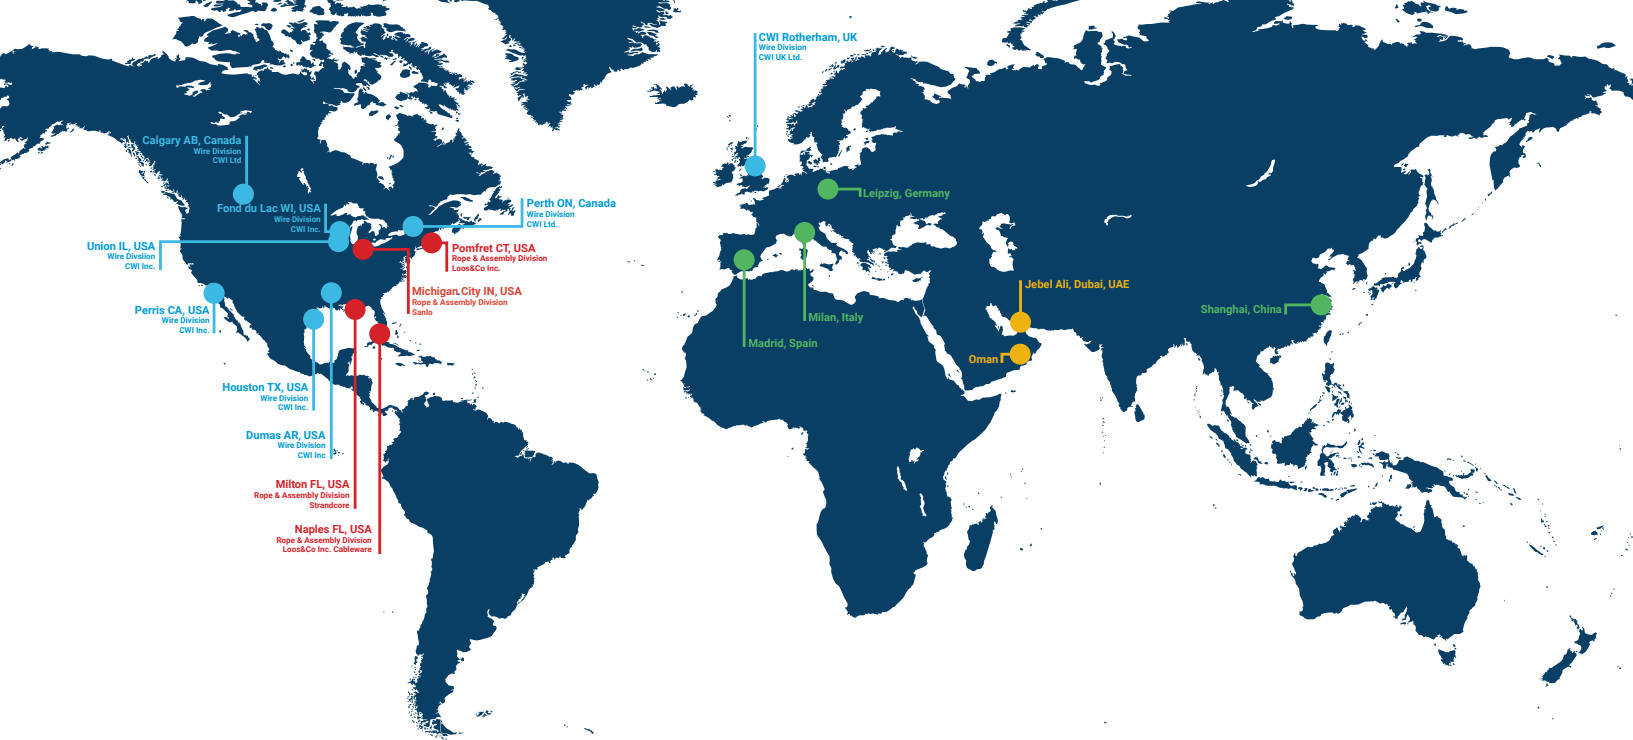 CWI Rotherham, UK
Wire Division
CWI UK Ltd.
Calgary AB, Canada
Wire Division
CWI Ltd
Leipzig, Germany
Fond du Lac WI, USA
Wire Division
CWI Inc.
Perth ON, Canada
Wire Division
CWI Ltd.
Union IL, USA
Wire Divsiion
CWI Inc.
Pomfret CT, USA
Rope & Assembly Division
Loos&Co Inc.
Michigan City IN, USA
Rope & Assembly Division
Sanlo
Jebel Ali, Dubai, UAE
Perris CA, USA
Wire Division
CWI Inc.
Milan, Italy
Shanghai, China
Madrid, Spain
Oman
Houston TX, USA
Wire Division
CWI Inc.
Dumas AR, USA
Wire Division
CWI Inc
Milton FL, USA
Rope & Assembly Division
Strandcore
Naples FL, USA
Rope & Assembly Division
Loos&Co Inc. Cableware